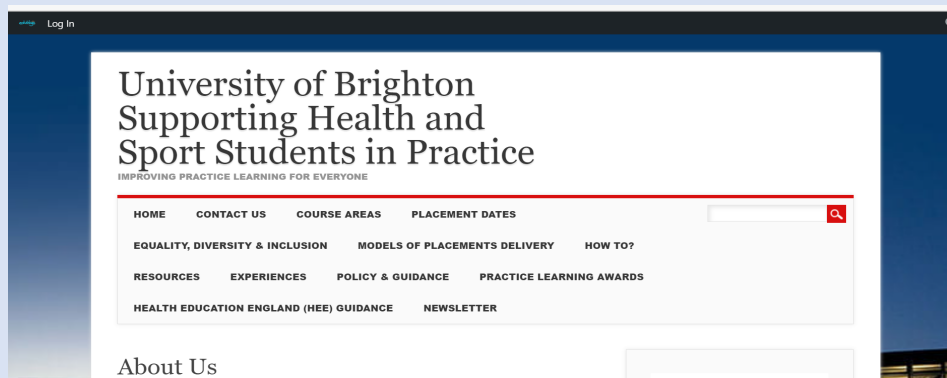 Log In
University of Brighton
Supporting Health and
Sport Students in Practice
IMPROVING PRACTICE LEARNING FOR EVERYONE
HOME CONTACT US COURSE AREAS PLACEMENT DATES
EQUALITY, DIVERSITY & INCLUSION MODELS OF PLACEMENTS DELIVERY HOW TO?
RESOURCES EXPERIENCES POLICY & GUIDANCE PRACTICE LEARNING AWARDS
HEALTH EDUCATION ENGLAND (HEE) GUIDANCE NEWSLETTER
About Us